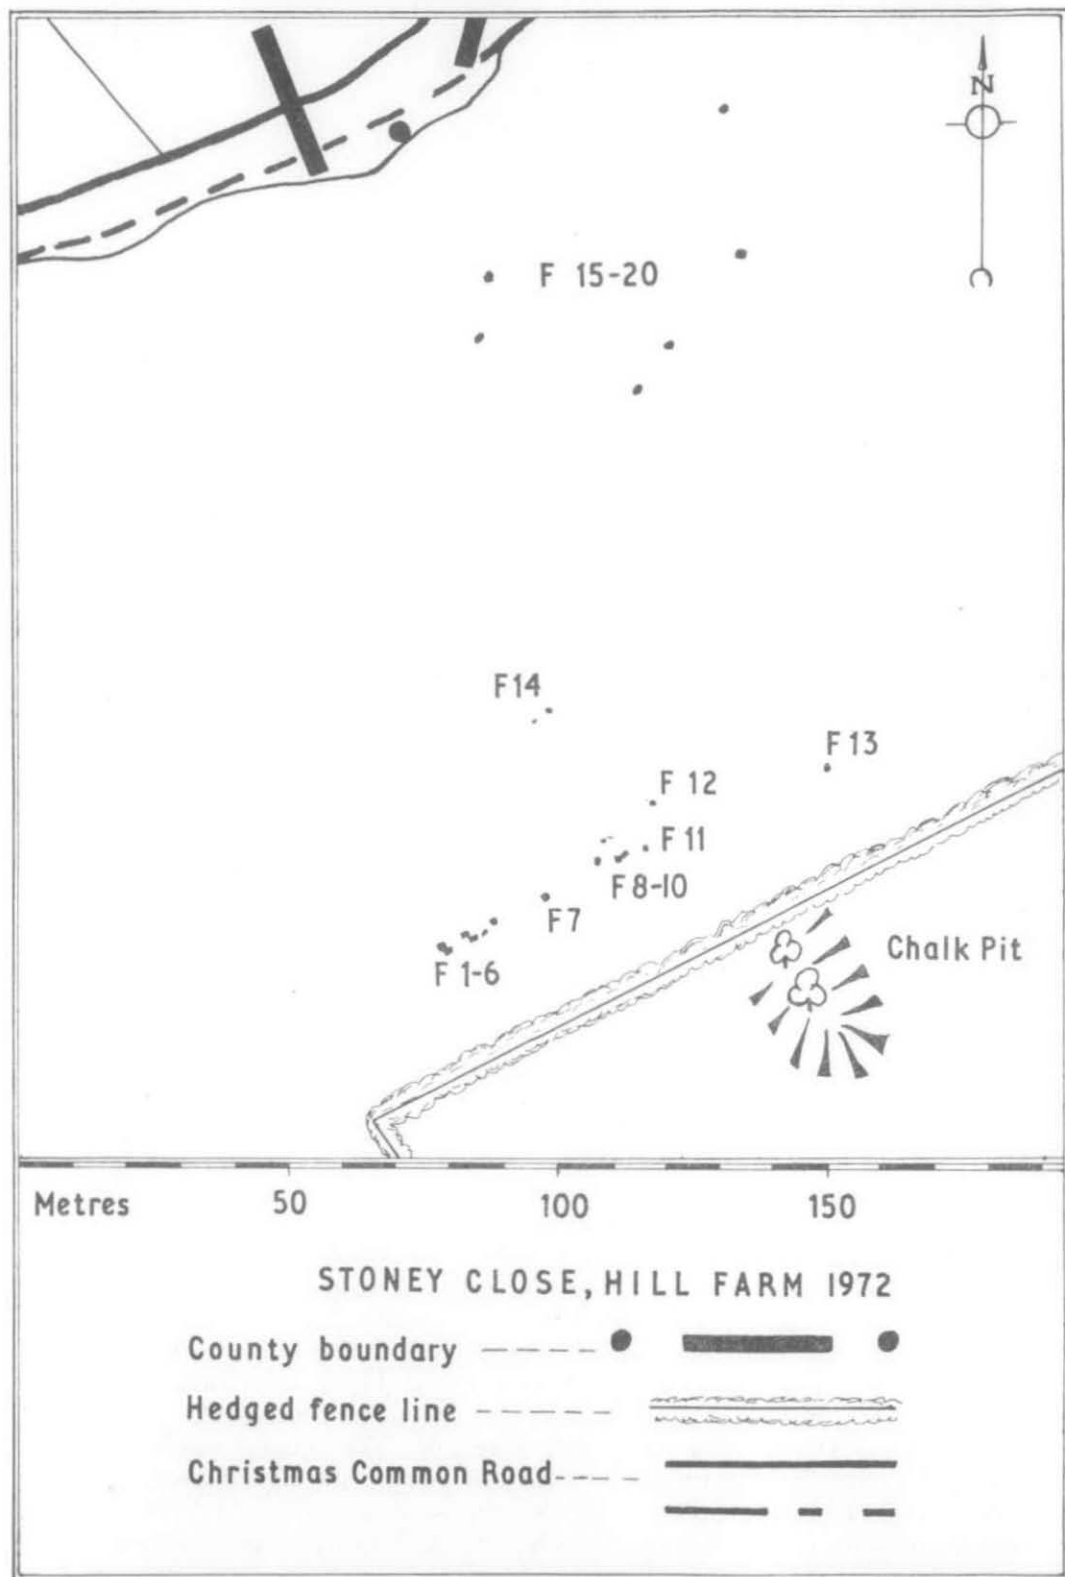 N
F 15-20
F14
F 13
F 12
F 11
F 8-10
F7
F 1-6
Chalk Pit
Metres 50 100 150
STONEY CLOSE, HILL FARM 1972
County boundary
Hedged fence line
Christmas Common Road